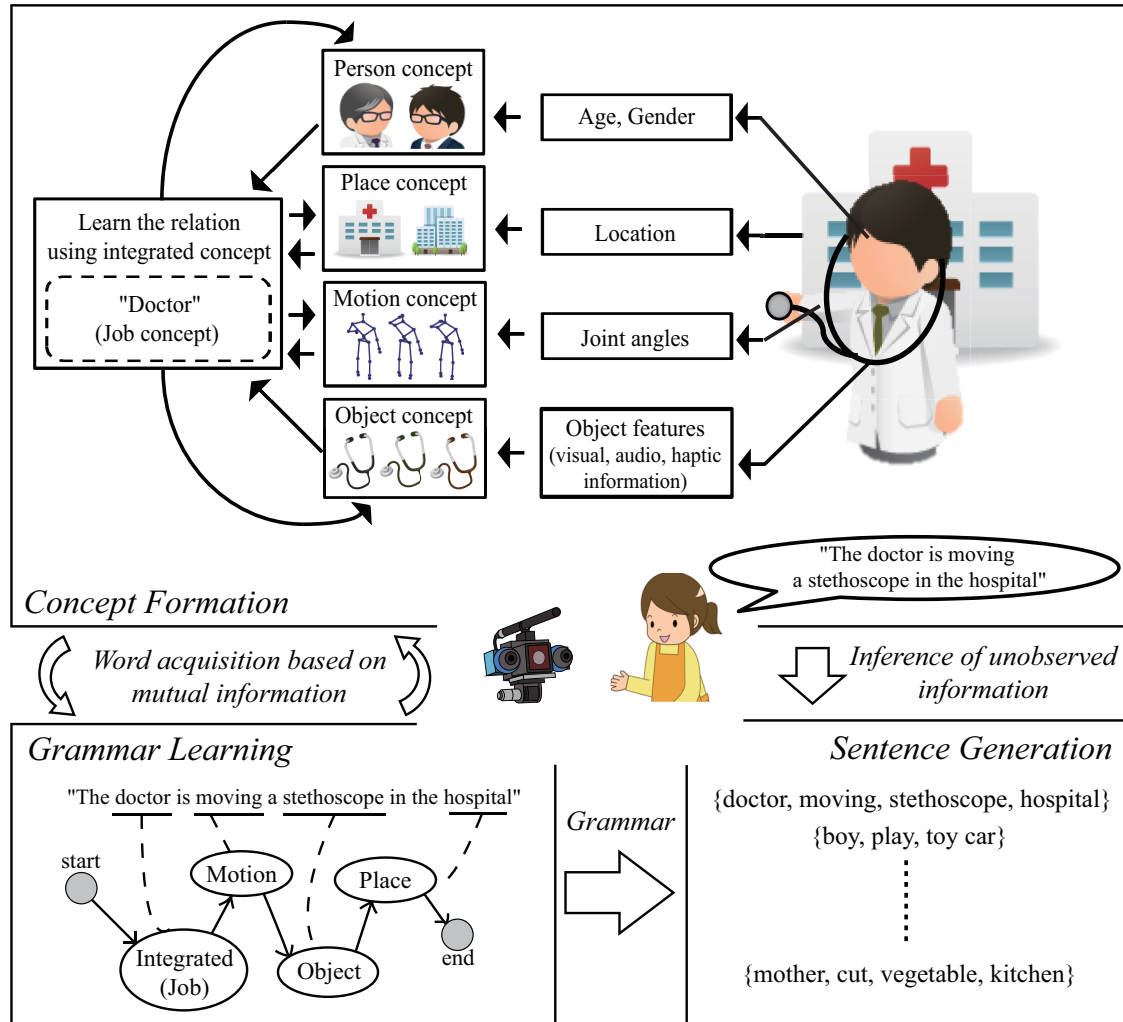 Person concept
Age, Gender
Place concept
Location
Learn the relation
using integrated concept
"Doctor"
(Job concept)
Motion concept
Joint angles
Object concept
Object features
(visual, audio, haptic
information)
"The doctor is moving
a stethoscope in the hospital"
Concept Formation
Word acquisition based on
mutual information
Inference of unobserved
information
Grammar Learning
"The doctor is moving a stethoscope in the hospital"
start
Motion
Place
Integrated
(Job)
Object
end
Grammar
Sentence Generation
{doctor, moving, stethoscope, hospital}
{boy, play, toy car}
{mother, cut, vegetable, kitchen}